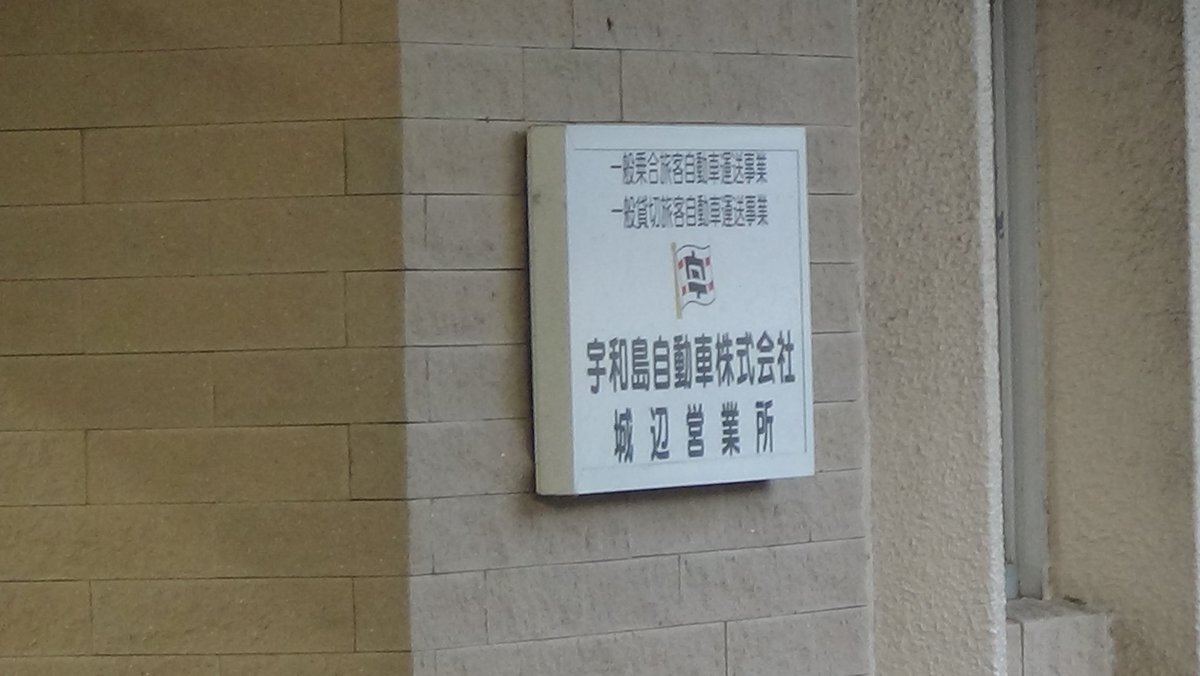 一般乗合旅客自動車運送事業
一般貸切旅客自動車運送事業
宇和島自動車株式会社
城辺営業所